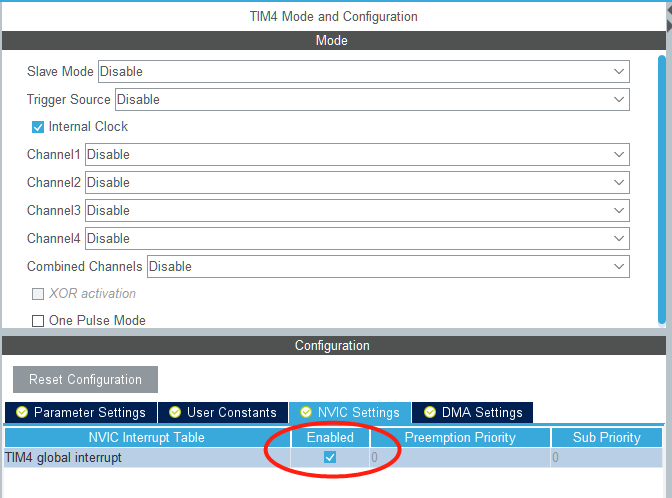 TIM4 Mode and Configuration
Mode
Slave Mode Disable
Trigger Source Disable
Internal Clock
Channel1 Disable
Channel2 Disable
Channel3 Disable
Channel4 Disable
Combined Channels Disable
XOR activation
One Pulse Mode
Configuration
Reset Configuration
Parameter Settings User Constants NVIC Settings DMA Settings
NVIC Interrupt Table Enabled Preemption Priority Sub Priority
TIM4 global interrupt 0 0